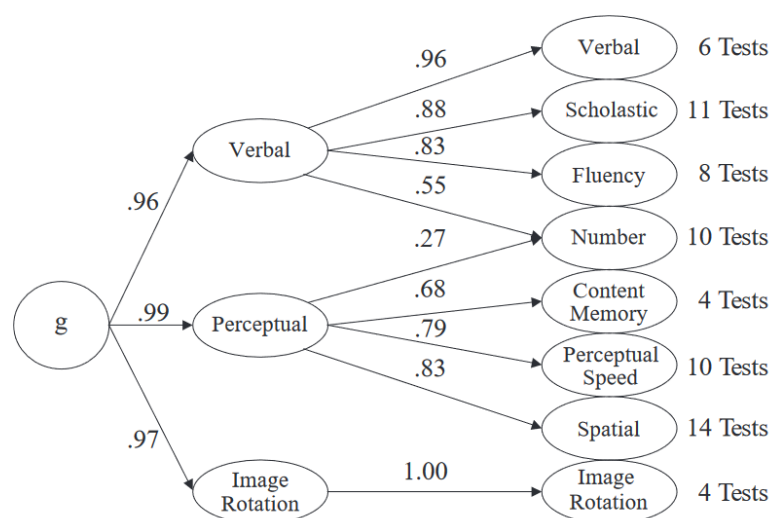 .96
Verbal
6 Tests
.88
Scholastic
11 Tests
Verbal
.83
Fluency
8 Tests
.96
.55
Number
10 Tests
.27
.68
Content
Memory
4 Tests
g
.99
Perceptual
.79
Perceptual
Speed
10 Tests
.83
Spatial
14 Tests
.97
Image
Rotation
1.00
Image
Rotation
4 Tests